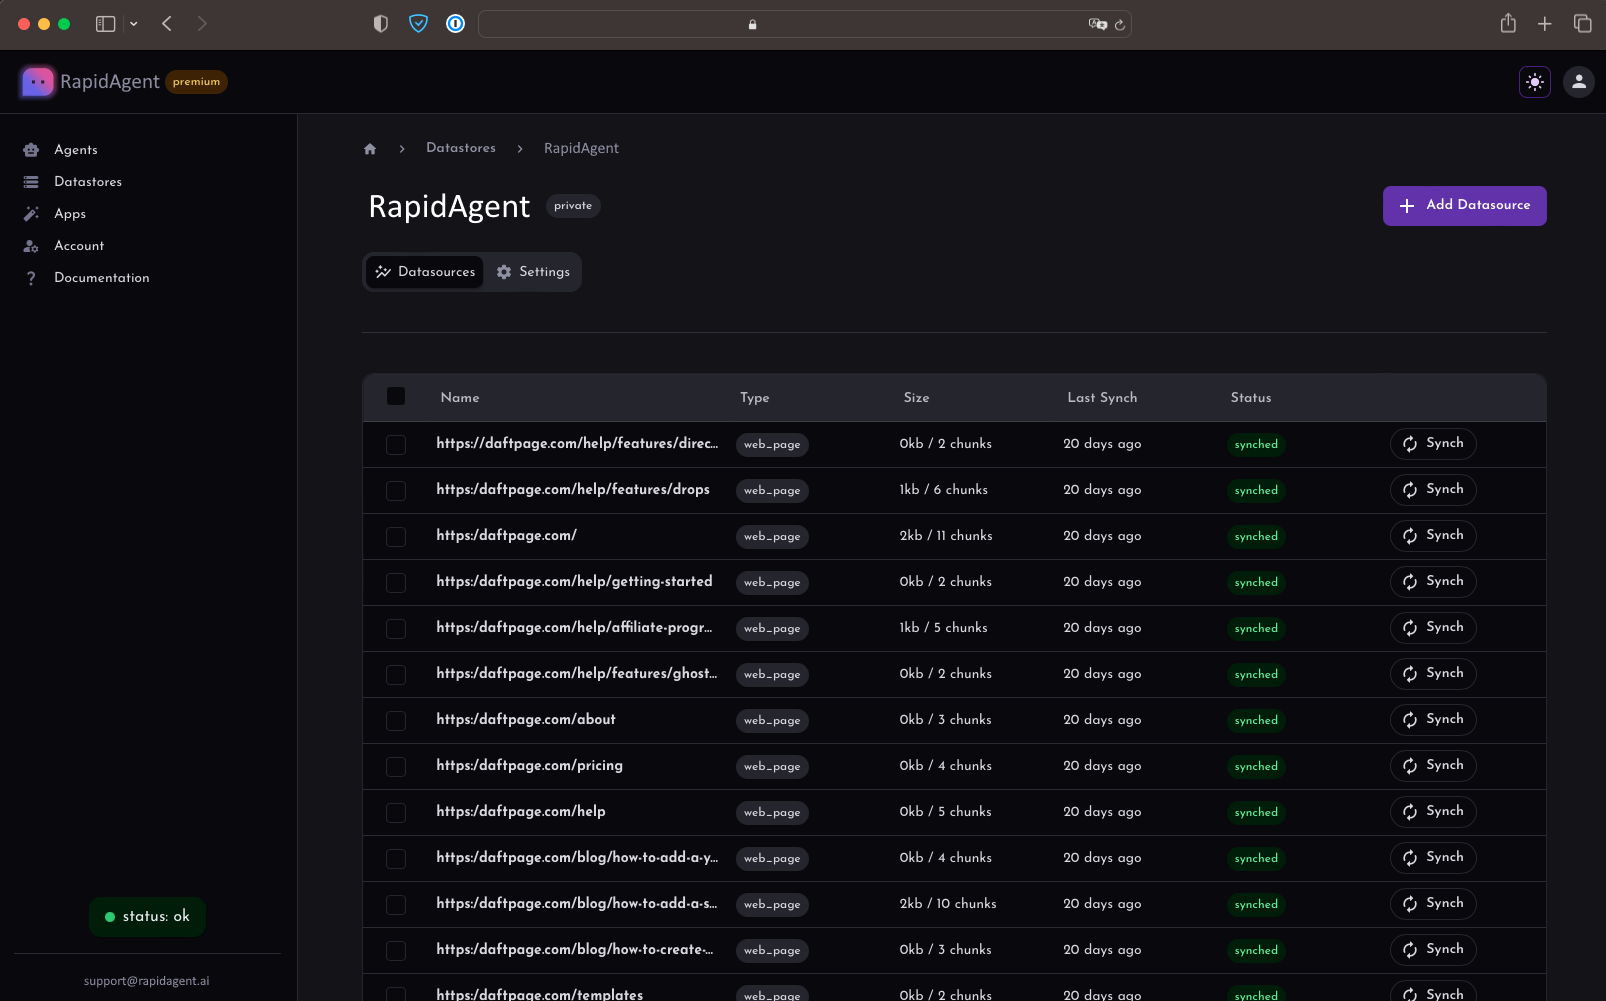 RapidAgent premium
Agents
Datastores
Apps
Account
Documentation
status: ok
support@rapidagent.ai
Datastores RapidAgent
RapidAgent private
Add Datasource
Datasources Settings
Name Type Size Last Synch Status
https://daftpage.com/help/features/direc... web_page 0kb / 2 chunks 20 days ago synched Synch
https:/daftpage.com/help/features/drops web_page 1kb / 6 chunks 20 days ago synched Synch
https:/daftpage.com/ web_page 2kb / 11 chunks 20 days ago synched Synch
https:/daftpage.com/help/getting-started web_page 0kb / 2 chunks 20 days ago synched Synch
https:/daftpage.com/help/affiliate-progr... web_page 1kb / 5 chunks 20 days ago synched Synch
https:/daftpage.com/help/features/ghost... web_page 0kb / 2 chunks 20 days ago synched Synch
https:/daftpage.com/about web_page 0kb / 3 chunks 20 days ago synched Synch
https:/daftpage.com/pricing web_page 0kb / 4 chunks 20 days ago synched Synch
https:/daftpage.com/help web_page 0kb / 5 chunks 20 days ago synched Synch
https:/daftpage.com/blog/how-to-add-a-y... web_page 0kb / 4 chunks 20 days ago synched Synch
https:/daftpage.com/blog/how-to-add-a-s... web_page 2kb / 10 chunks 20 days ago synched Synch
https:/daftpage.com/blog/how-to-create-... web_page 0kb / 3 chunks 20 days ago synched Synch
https:/daftpage.com/templates web_page 0kb / 2 chunks 20 days ago synched Synch